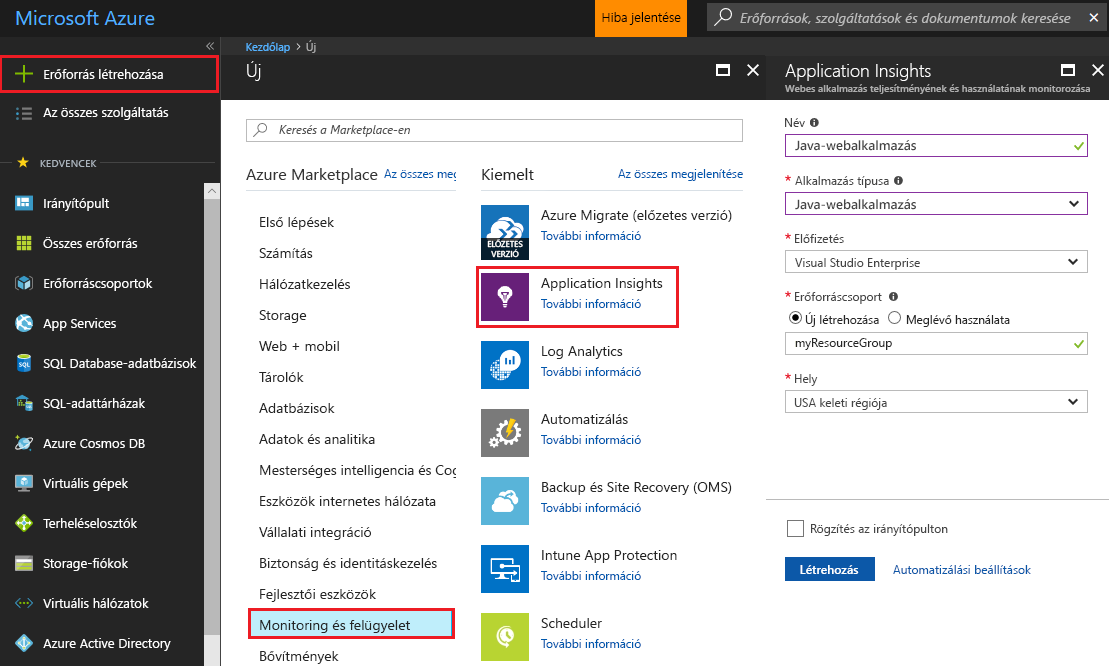 Microsoft Azure
Hiba jelentése
Erőforrások, szolgáltatások és dokumentumok keresése
Erőforrás létrehozása
Az összes szolgáltatás
KEDVENCEK
Irányítópult
Összes erőforrás
Erőforráscsoportok
App Services
SQL Database-adatbázisok
SQL-adattárházak
Azure Cosmos DB
Virtuális gépek
Terheléselosztók
Storage-fiókok
Virtuális hálózatok
Azure Active Directory
Kezdőlap > Új
Új
Keresés a Marketplace-en
Azure Marketplace Az összes meg
Első lépések
Számítás
Hálózatkezelés
Storage
Web + mobil
Tárolók
Adatbázisok
Adatok és analitika
Mesterséges intelligencia és Cog
Eszközök internetes hálózata
Vállalati integráció
Biztonság és identitáskezelés
Fejlesztői eszközök
Monitoring és felügyelet
Bővítmények
Kiemelt Az összes megjelenítése
Azure Migrate (előzetes verzió)
További információ
ELŐZETES
VERZIÓ
Application Insights
További információ
Log Analytics
További információ
Automatizálás
További információ
Backup és Site Recovery (OMS)
További információ
Intune App Protection
További információ
Scheduler
További információ
Application Insights
Webes alkalmazás teljesítményének és használatának monitorozása
Név
Java-webalkalmazás
* Alkalmazás típusa
Java-webalkalmazás
* Előfizetés
Visual Studio Enterprise
* Erőforráscsoport
Új létrehozása Meglévő használata
myResourceGroup
* Hely
USA keleti régiója
Rögzítés az irányítópulton
Létrehozás Automatizálási beállítások